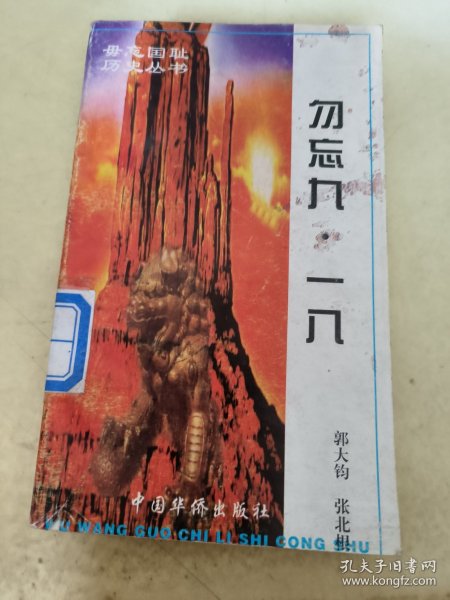 毋忘国耻
历史丛书
勿忘九·一八
郭大钧 张北根
中国华侨出版社
WU WANG GUO CHI LI SHI CONG SHU
孔夫子旧书网
www.kongfz.com